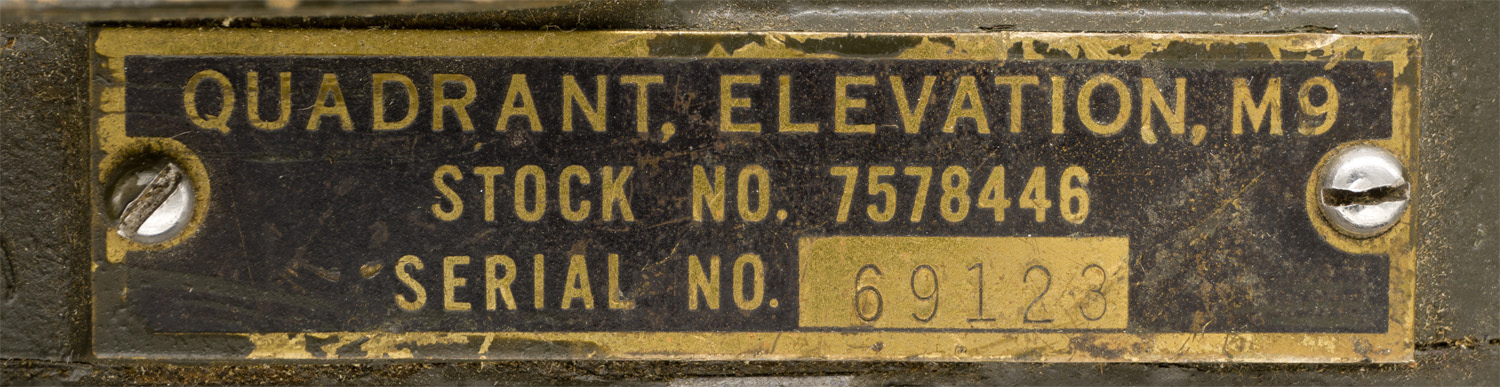 QUADRANT, ELEVATION, M9
STOCK NO. 7578446
SERIAL NO. 69123